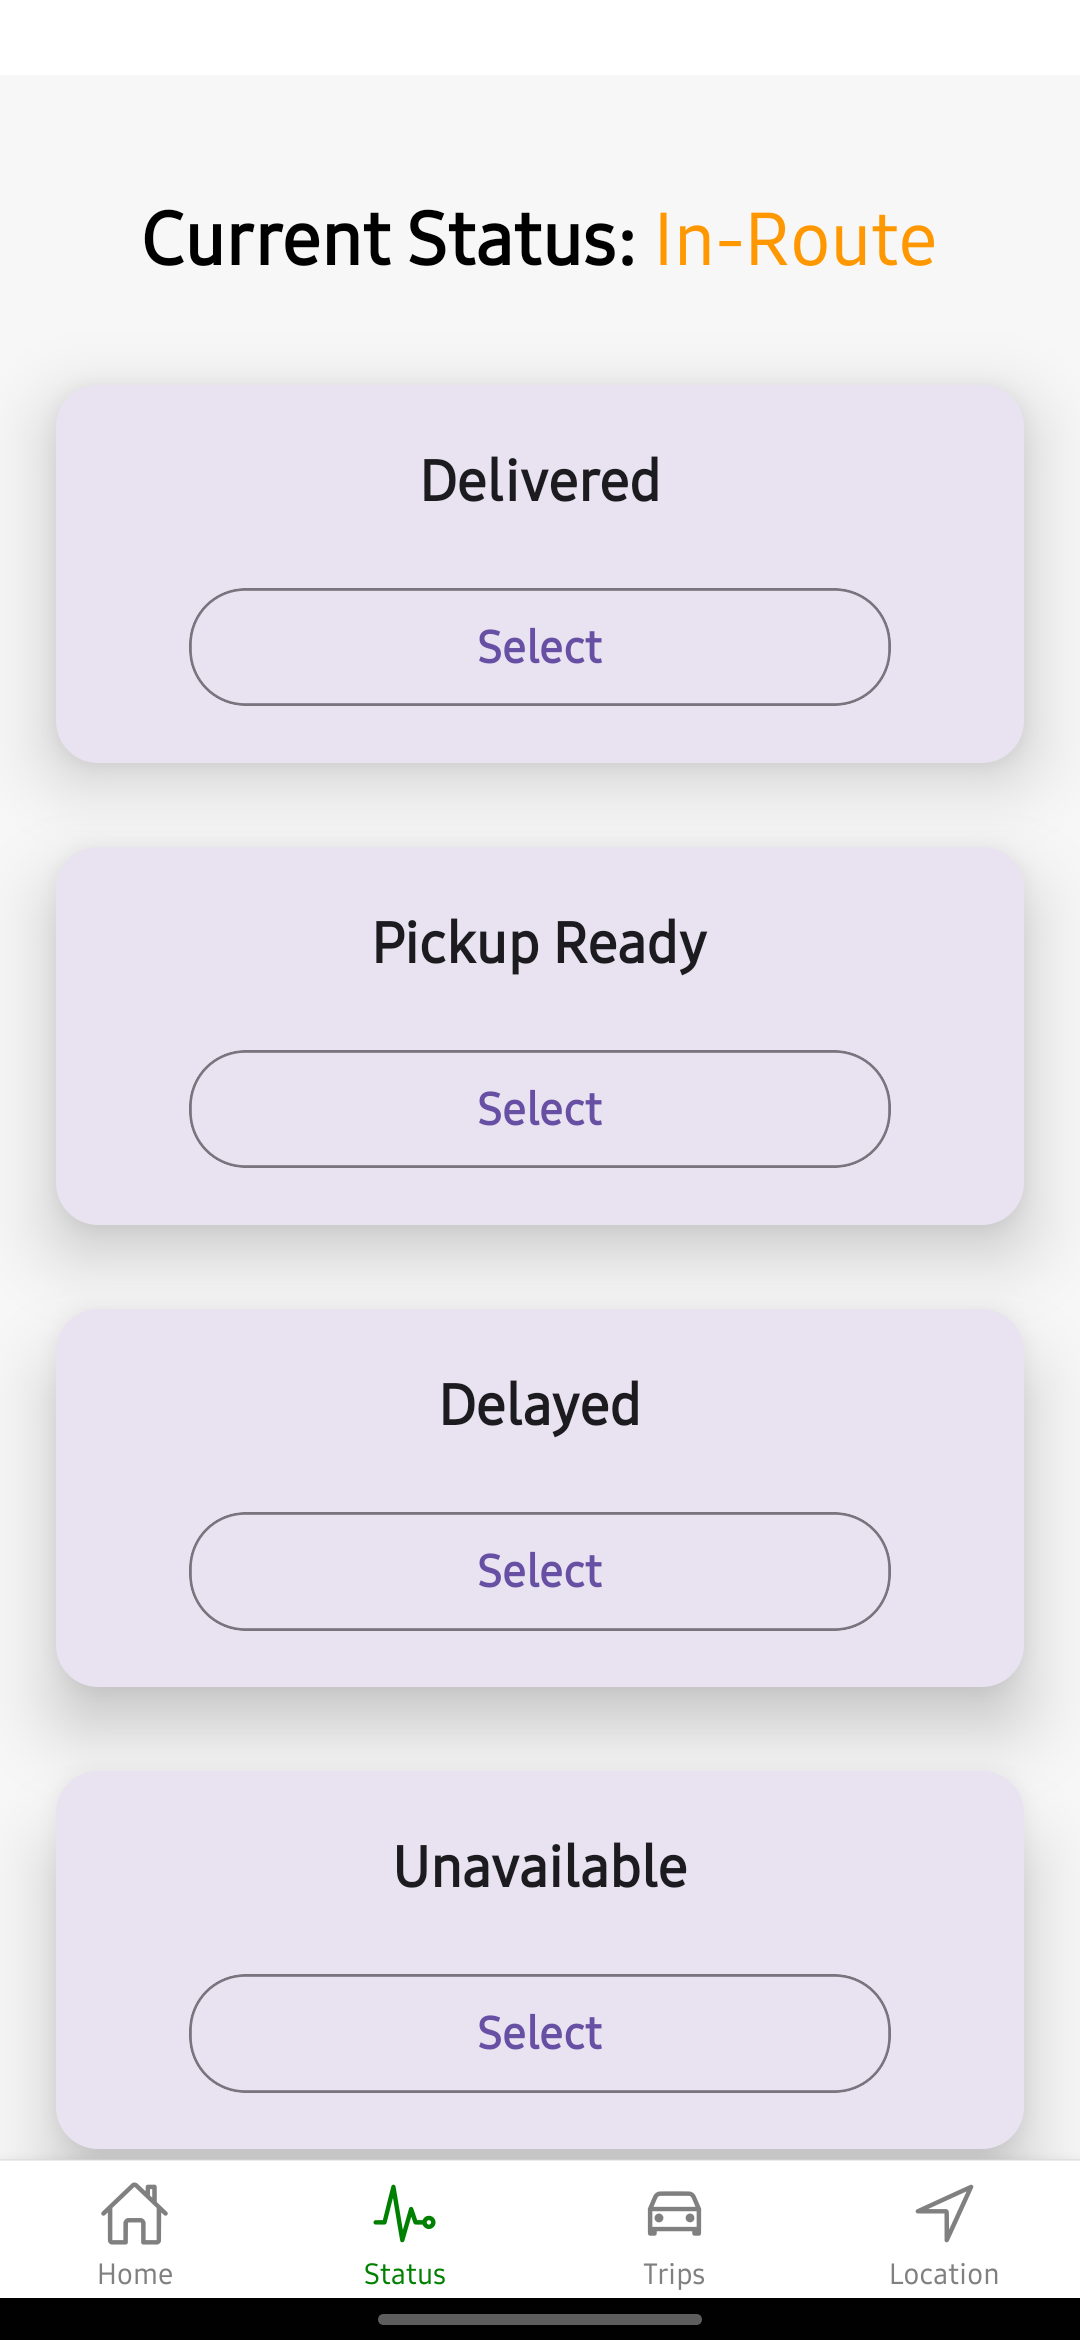 Current Status: In-Route
Delivered
Select
Pickup Ready
Select
Delayed
Select
Unavailable
Select
Home Status Trips Location